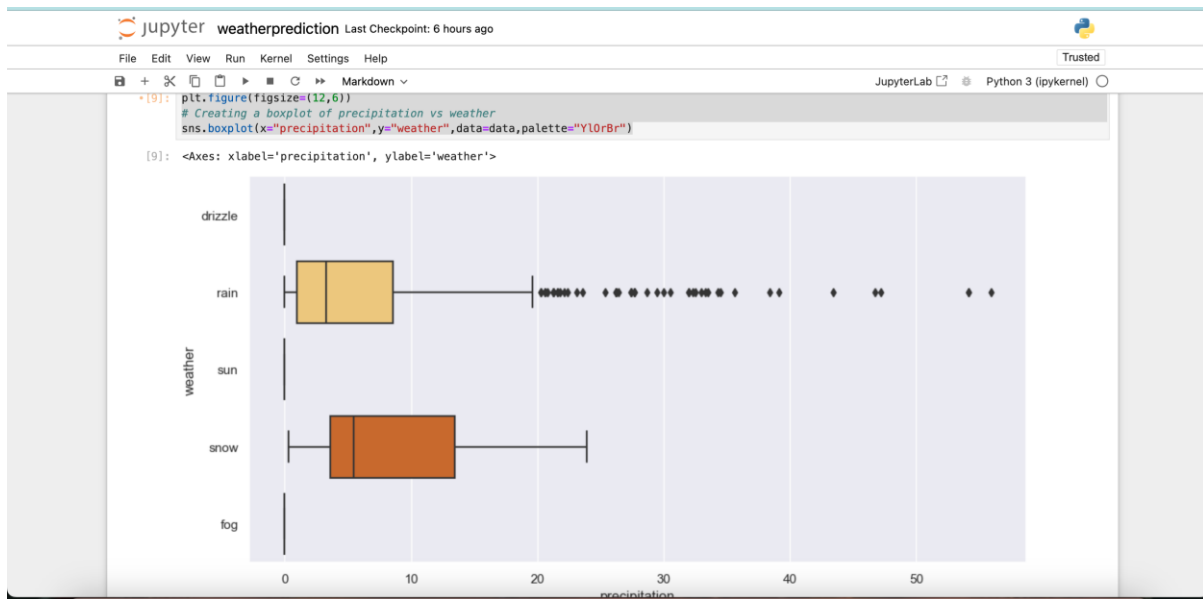 jupyter weatherprediction Last Checkpoint: 6 hours ago
File Edit View Run Kernel Settings Help Trusted
Markdown JupyterLab Python 3 (ipykernel)
[9]: plt.figure(figsize=(12,6))
# Creating a boxplot of precipitation vs weather
sns.boxplot(x="precipitation",y="weather",data=data,palette="YlOrBr")
[9]: <Axes: xlabel='precipitation', ylabel='weather'>
drizzle
rain
weather
sun
snow
fog
0 10 20 30 40 50
precipitation